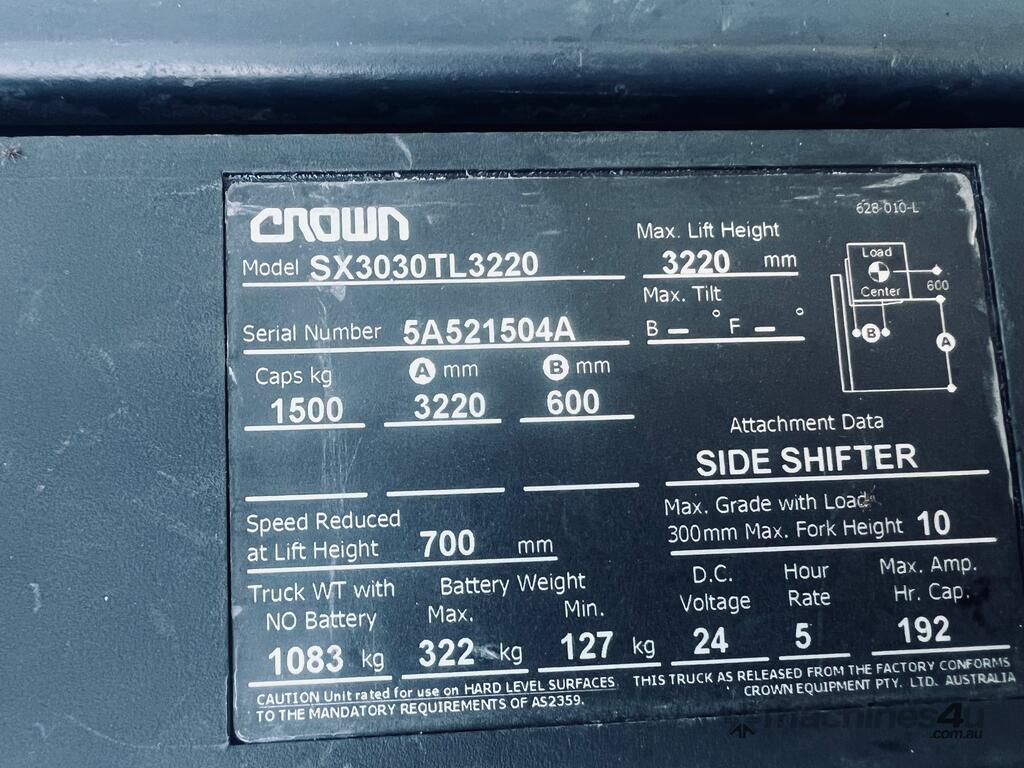 CROWN
Model SX3030TL3220
Serial Number 5A521504A
Caps kg A mm B mm
1500 3220 600
Speed Reduced
at Lift Height 700 mm
Truck WT with
NO Battery
1083 kg
Battery Weight
Max. Min.
322 kg 127 kg
Max. Lift Height
3220 mm
Max. Tilt
B – ° F – °
628-010-L
Load
Center
600
B
A
Attachment Data
SIDE SHIFTER
Max. Grade with Load
300mm Max. Fork Height 10
D.C.
Voltage
24
Hour
Rate
5
Max. Amp.
Hr. Cap.
192
CAUTION Unit rated for use on HARD LEVEL SURFACES. THIS TRUCK AS RELEASED FROM THE FACTORY CONFORMS
TO THE MANDATORY REQUIREMENTS OF AS2359. CROWN EQUIPMENT PTY. LTD. AUSTRALIA
machines4u
.com.au